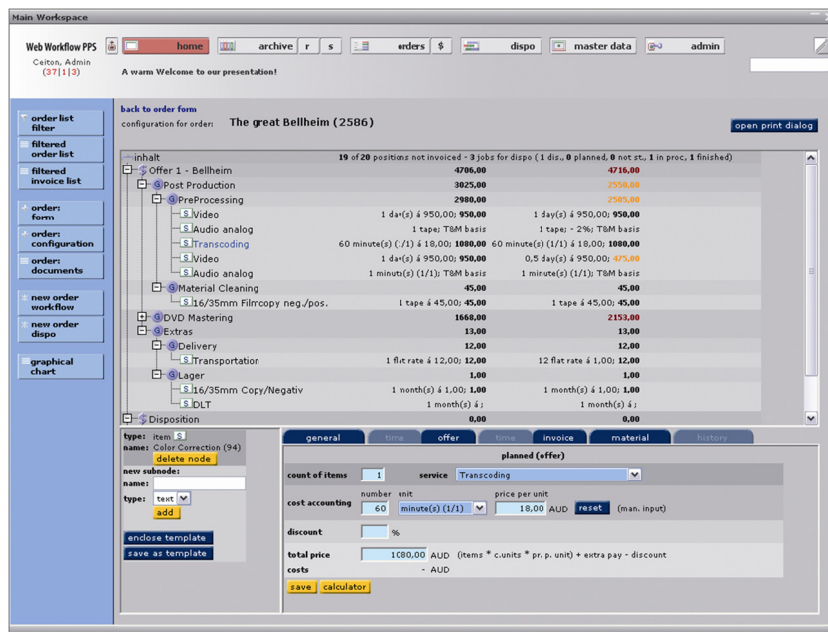 Main Workspace
Web Workflow PPS
Ceiton, Admin
(37|1|3)
home archive r s orders $ dispo master data admin
A warm Welcome to our presentation!
order list filter
filtered order list
filtered invoice list
order: form
order: configuration
order: documents
new order workflow
new order dispo
graphical chart
back to order form
configuration for order: The great Bellheim (2586)
open print dialog
inhalt 19 of 20 positions not invoiced - 3 jobs for dispo (1 dis., 0 planned, 0 not st., 1 in proc, 1 finished)
$ Offer 1 - Bellheim 4706,00 4716,00
G Post Production 3025,00 2550,00
G PreProcessing 2980,00 2505,00
S Video 1 day(s) á 950,00; 950,00 1 day(s) á 950,00; 950,00
S Audio analog 1 tape; T&M basis 1 tape; - 2%; T&M basis
S Transcoding 60 minute(s) (1/1) á 18,00; 1080,00 60 minute(s) (1/1) á 18,00; 1080,00
S Video 1 day(s) á 950,00; 950,00 0,5 day(s) á 950,00; 475,00
S Audio analog 1 minute(s) (1/1); T&M basis 1 minute(s) (1/1); T&M basis
G Material Cleaning 45,00 45,00
S 16/35mm Filmcopy neg./pos. 1 tape á 45,00; 45,00 1 tape á 45,00; 45,00
G DVD Mastering 1668,00 2153,00
G Extras 13,00 13,00
G Delivery 12,00 12,00
S Transportation 1 flat rate á 12,00; 12,00 12 flat rate á 1,00; 12,00
G Lager 1,00 1,00
S 16/35mm Copy/Negativ 1 month(s) á 1,00; 1,00 1 month(s) á 1,00; 1,00
S DLT 1 month(s) á ; 1 month(s) á ;
$ Disposition 0,00 0,00
type: item S
name: Color Correction (94)
delete node
new subnode:
name:
type: text
add
enclose template
save as template
general time offer time invoice material history
planned (offer)
count of items 1 service Transcoding
number unit price per unit
cost accounting 60 minute(s) (1/1) 18,00 AUD reset (man. input)
discount %
total price 1080,00 AUD (items * c.units * pr. p. unit) + extra pay - discount
costs - AUD
save calculator